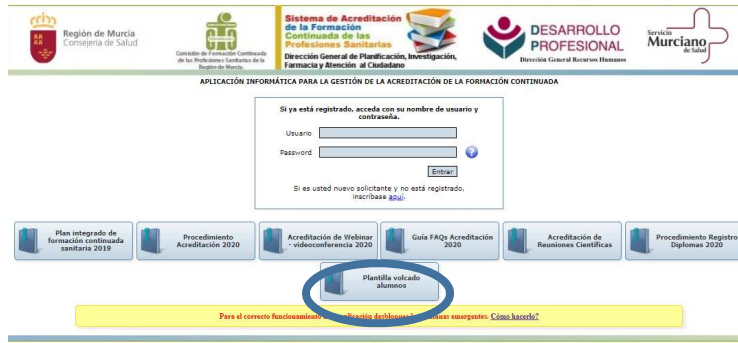 Región de Murcia
Consejería de Salud
Comisión de Formación Continuada
de las Profesiones Sanitarias de la
Región de Murcia.
Sistema de Acreditación
de la Formación
Continuada de las
Profesiones Sanitarias
Dirección General de Planificación, Investigación,
Farmacia y Atención al Ciudadano
DESARROLLO
PROFESIONAL
Dirección General Recursos Humanos
Servicio
Murciano
de Salud
APLICACIÓN INFORMÁTICA PARA LA GESTIÓN DE LA ACREDITACIÓN DE LA FORMACIÓN CONTINUADA
Si ya está registrado, acceda con su nombre de usuario y
contraseña.
Usuario
Password
?
Entrar
Si es usted nuevo solicitante y no está registrado,
inscríbase aquí.
Plan integrado de
formación continuada
sanitaria 2019
Procedimiento
Acreditación 2020
Acreditación de Webinar
- videoconferencia 2020
Guía FAQs Acreditación
2020
Acreditación de
Reuniones Científicas
Procedimiento Registro
Diplomas 2020
Plantilla volcado
alumnos
Para el correcto funcionamiento desbloquee emergentes. Cómo hacerlo?